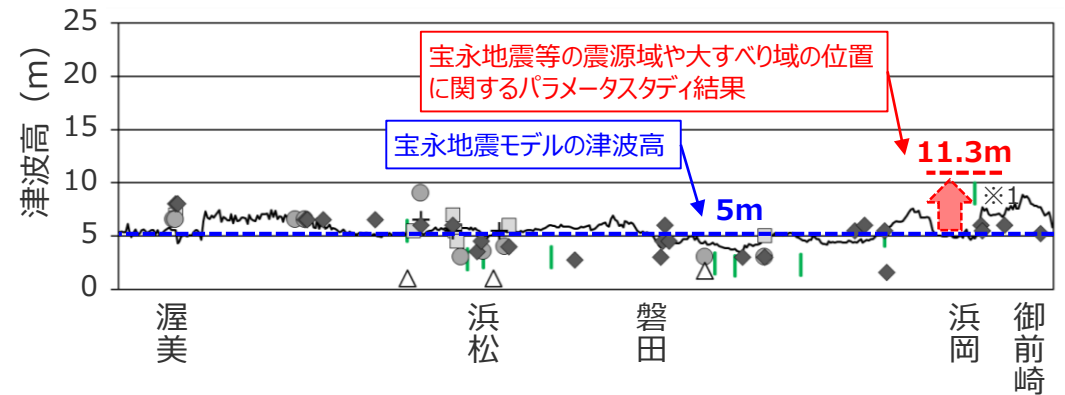 25
20
15
10
5
0
津波高 (m)
宝永地震等の震源域や大すべり域の位置
に関するパラメータスタディ結果
宝永地震モデルの津波高
11.3m
※1
5m
渥美
浜松
磐田
浜岡
御前崎